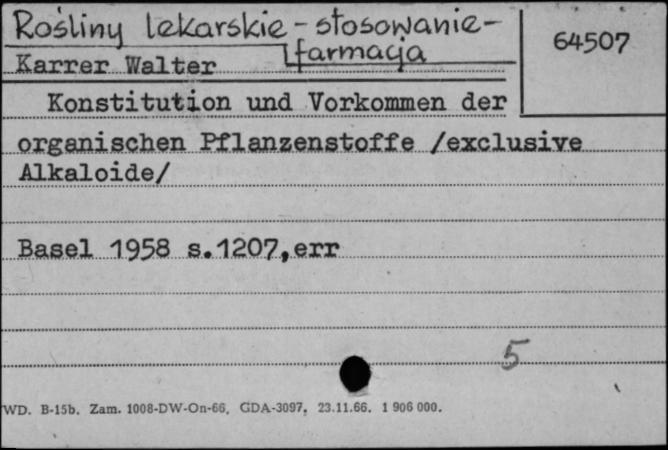 Rośliny lekarskie - stosowanie -
farmacja
64507
Karrer Walter
Konstitution und Vorkommen der
organischen Pflanzenstoffe /exclusive
Alkaloide/
Basel 1958 s.1207,err
5
WD. B-15b. Zam. 1008-DW-On-66, GDA-3097, 23.11.66. 1 906 000.